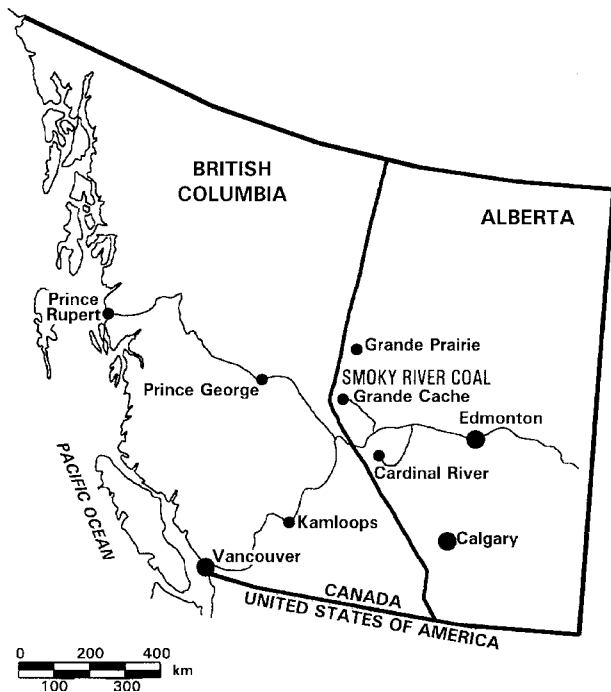 BRITISH
COLUMBIA
ALBERTA
Prince
Rupert
Grande Prairie
Prince George
SMOKY RIVER COAL
Grande Cache
Edmonton
Cardinal River
PACIFIC OCEAN
Kamloops
Vancouver
Calgary
CANADA
UNITED STATES OF AMERICA
0 200 400
km
100 300